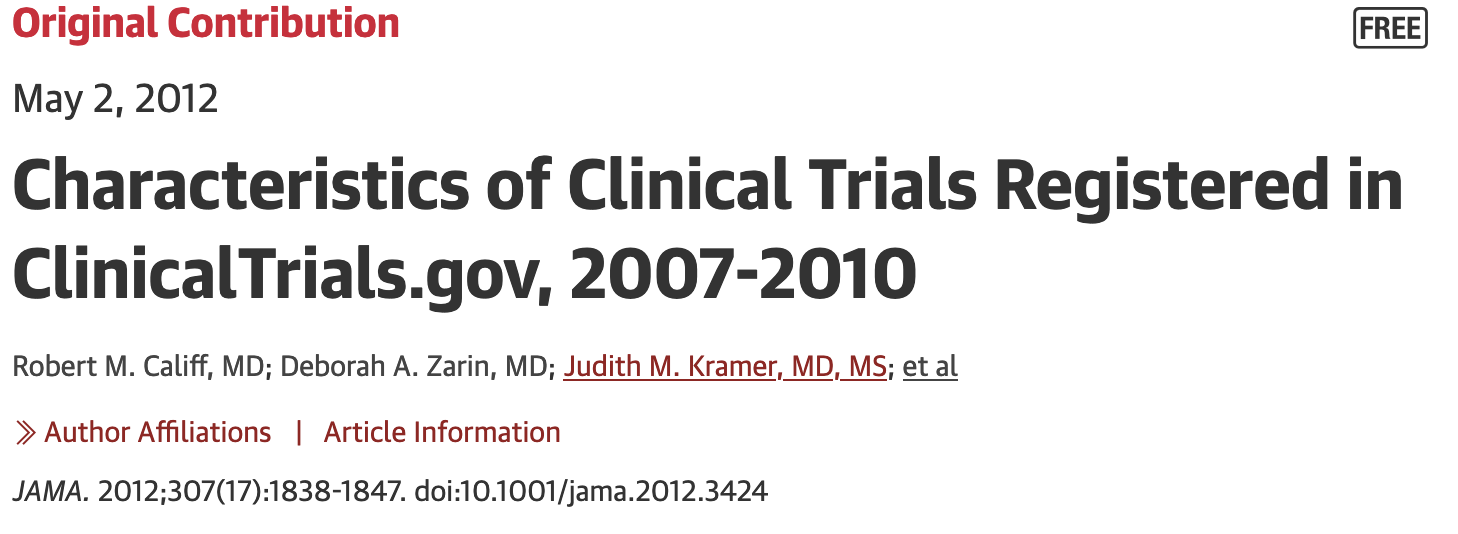 Original Contribution
FREE
May 2, 2012
Characteristics of Clinical Trials Registered in
ClinicalTrials.gov, 2007-2010
Robert M. Califf, MD; Deborah A. Zarin, MD; Judith M. Kramer, MD, MS; et al
Author Affiliations | Article Information
JAMA. 2012;307(17):1838-1847. doi:10.1001/jama.2012.3424